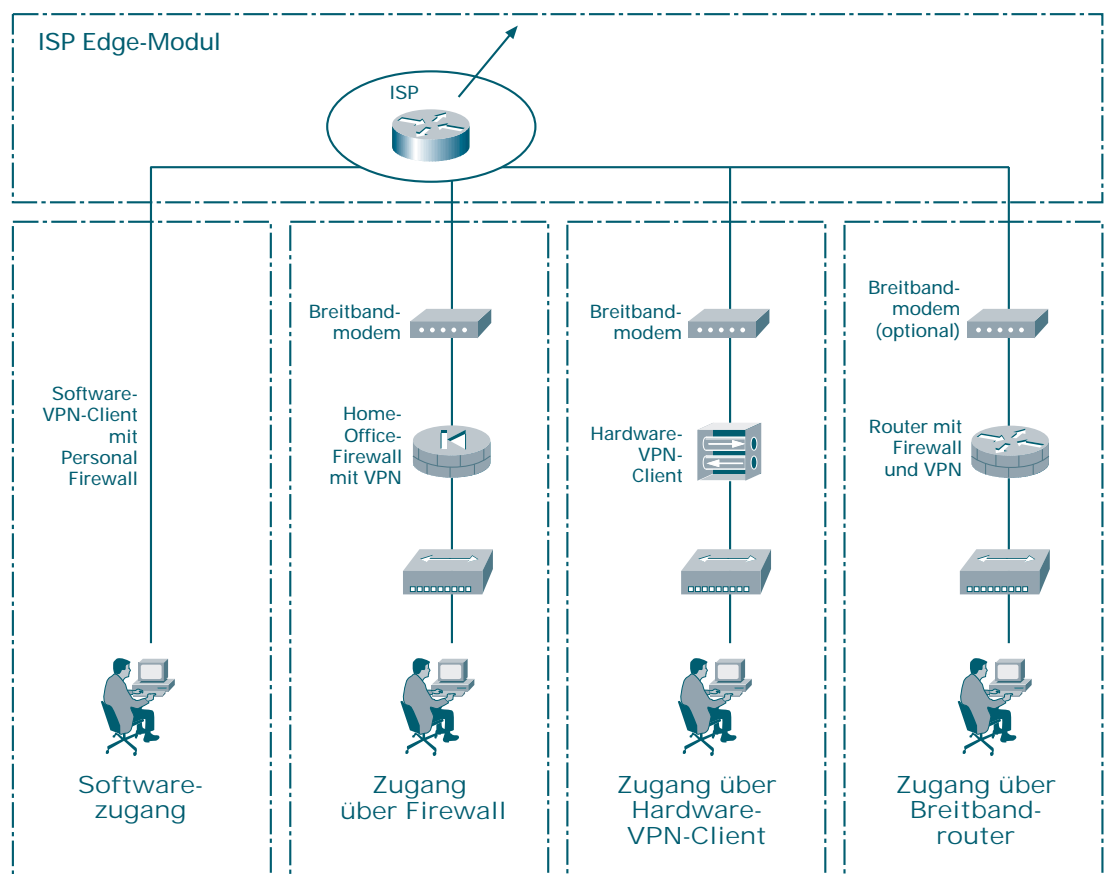 ISP Edge-Modul
ISP
Software-
VPN-Client
mit
Personal
Firewall
Software-
zugang
Breitband-
modem
Home-
Office-
Firewall
mit VPN
Zugang
über Firewall
Breitband-
modem
Hardware-
VPN-
Client
Zugang über
Hardware-
VPN-Client
Breitband-
modem
(optional)
Router mit
Firewall
und VPN
Zugang über
Breitband-
router